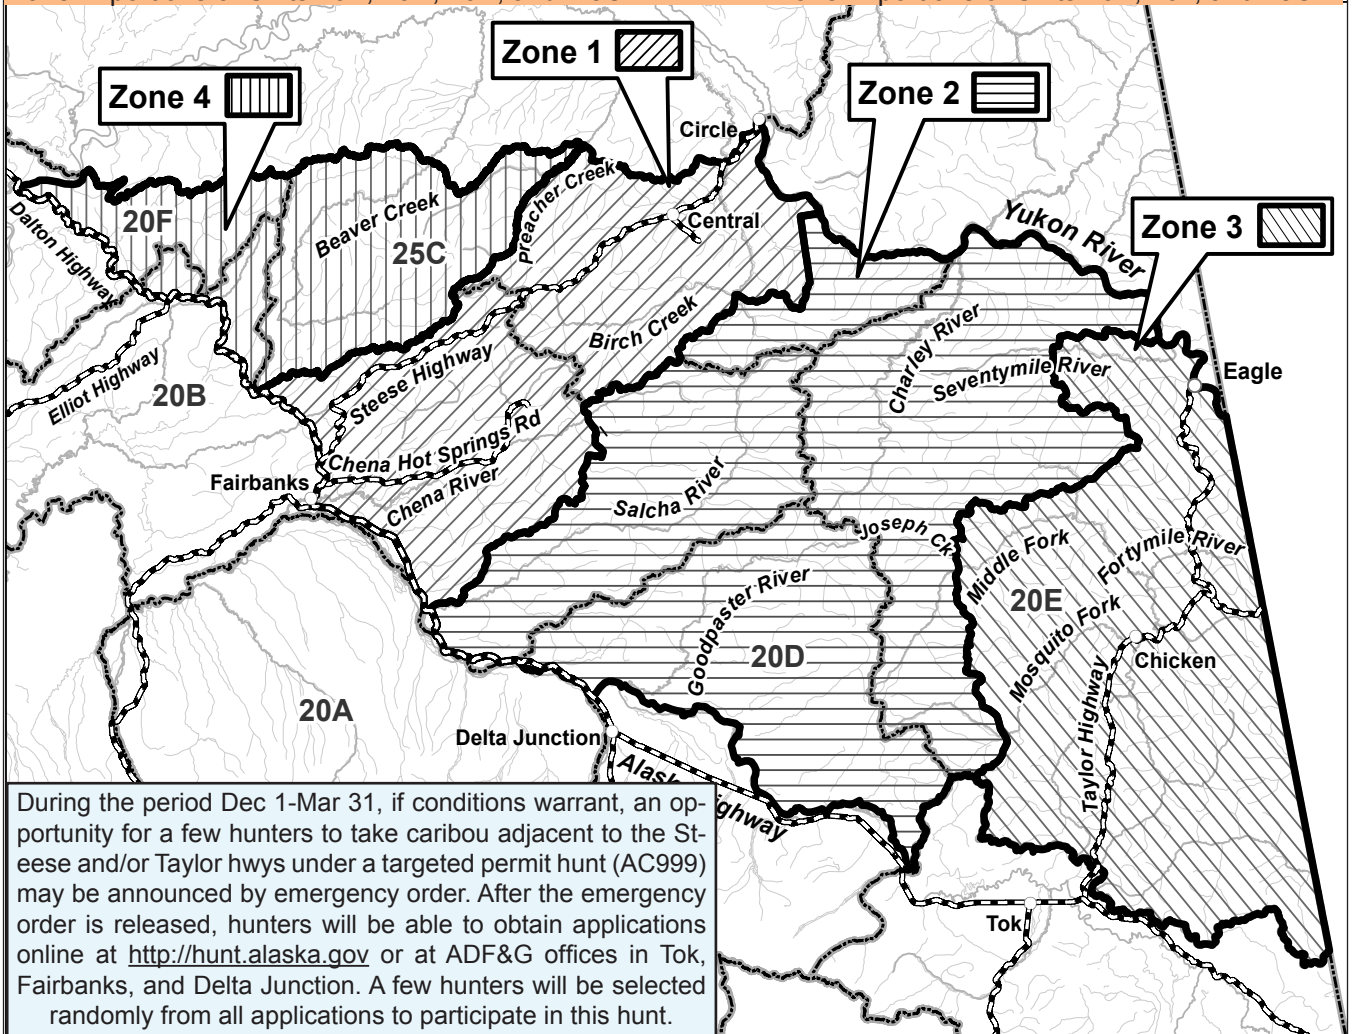 Zone 1
Zone 4
Zone 2
Circle
Zone 3
Yukon River
Preacher Creek
Central
20F
Beaver Creek
25C
Dalton Highway
Birch Creek
Charley River
Seventymile River
Eagle
Elliot Highway
20B
Steese Highway
Chena Hot Springs Rd
Fairbanks
Chena River
Salcha River
Joseph Ck
Middle Fork
Fortymile River
20E
Goodpaster River
20D
Mosquito Fork
Chicken
Taylor Highway
20A
Delta Junction
Tok
During the period Dec 1-Mar 31, if conditions warrant, an op-
portunity for a few hunters to take caribou adjacent to the St-
eese and/or Taylor hwys under a targeted permit hunt (AC999)
may be announced by emergency order. After the emergency
order is released, hunters will be able to obtain applications
online at http://hunt.alaska.gov or at ADF&G offices in Tok,
Fairbanks, and Delta Junction. A few hunters will be selected
randomly from all applications to participate in this hunt.